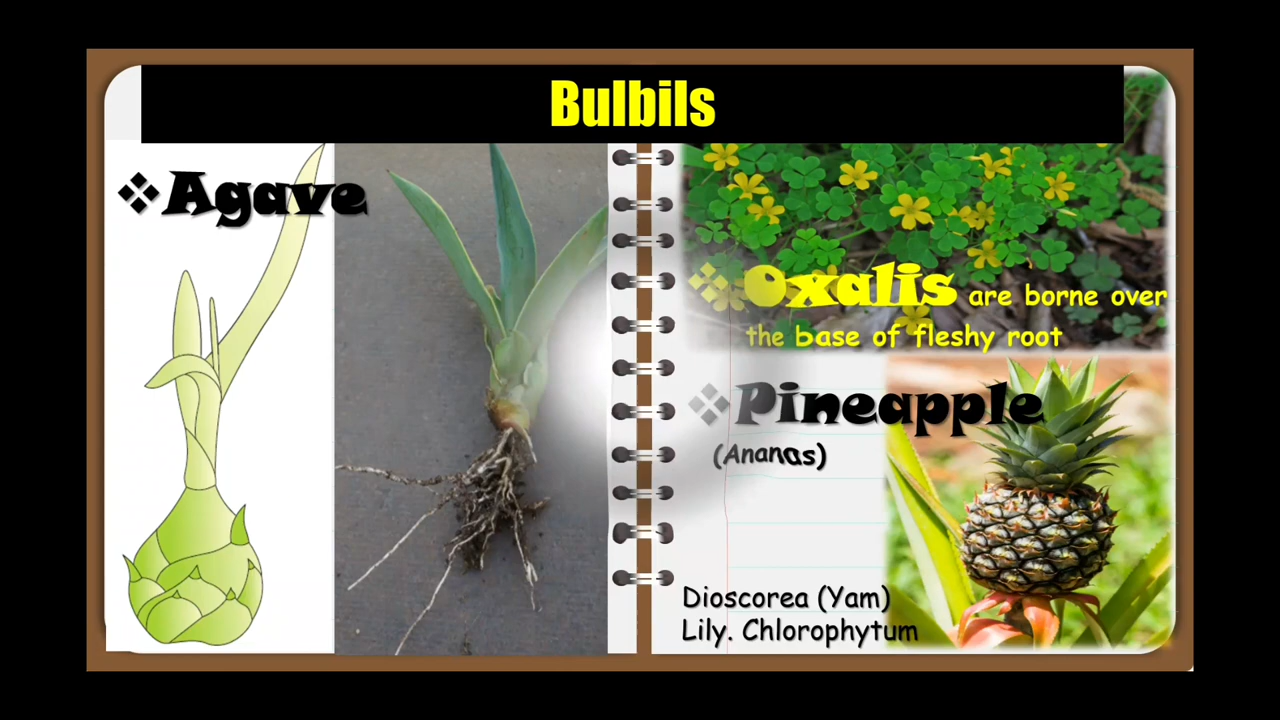 Bulbils
❖Agave
❖Oxalis are borne over
the base of fleshy root
❖Pineapple
(Ananas)
Dioscorea (Yam)
Lily. Chlorophytum